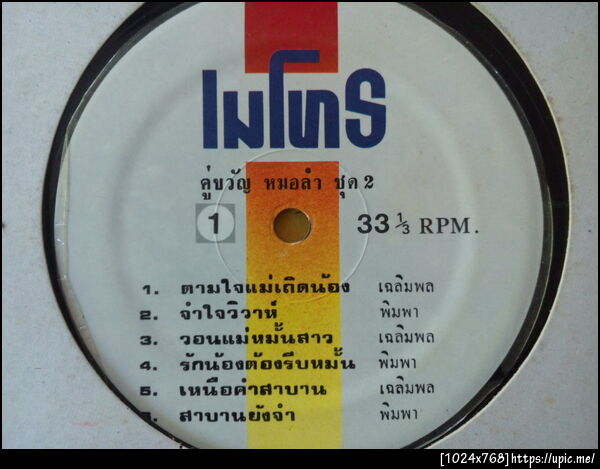 เมโทร
คู่ขวัญ หมอลำ ชุด 2
1 33 1/3 RPM.
1. ตามใจแม่เถิดน้อง เฉลิมพล
2. จำใจวิวาห์ พิมพา
3. วอนแม่หมั้นสาว เฉลิมพล
4. รักน้องต้องรีบหมั้น พิมพา
5. เหนือคำสาบาน เฉลิมพล
6. สาบานยังจำ พิมพา
[1024x768]https://upic.me/